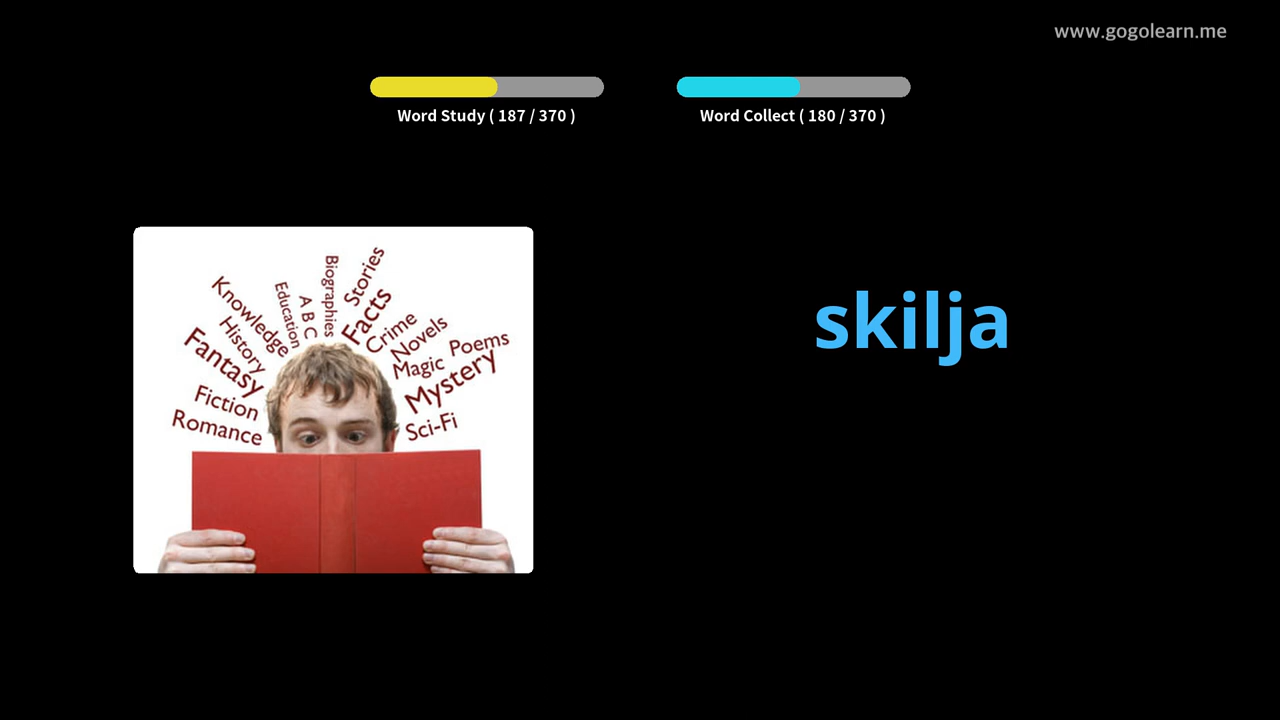 www.gogolearn.me
Word Study ( 187 / 370 )
Word Collect ( 180 / 370 )
skilja
Biographies
Stories
Education
A B C
Facts
Knowledge
Crime
History
Novels
Fantasy
Magic
Poems
Mystery
Fiction
Romance
Sci-Fi